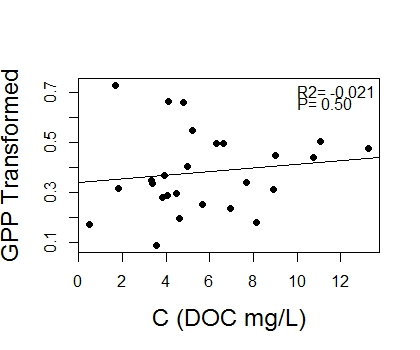 R2= -0.021
P= 0.50
GPP Transformed
0.7
0.5
0.3
0.1
0 2 4 6 8 10 12
C (DOC mg/L)